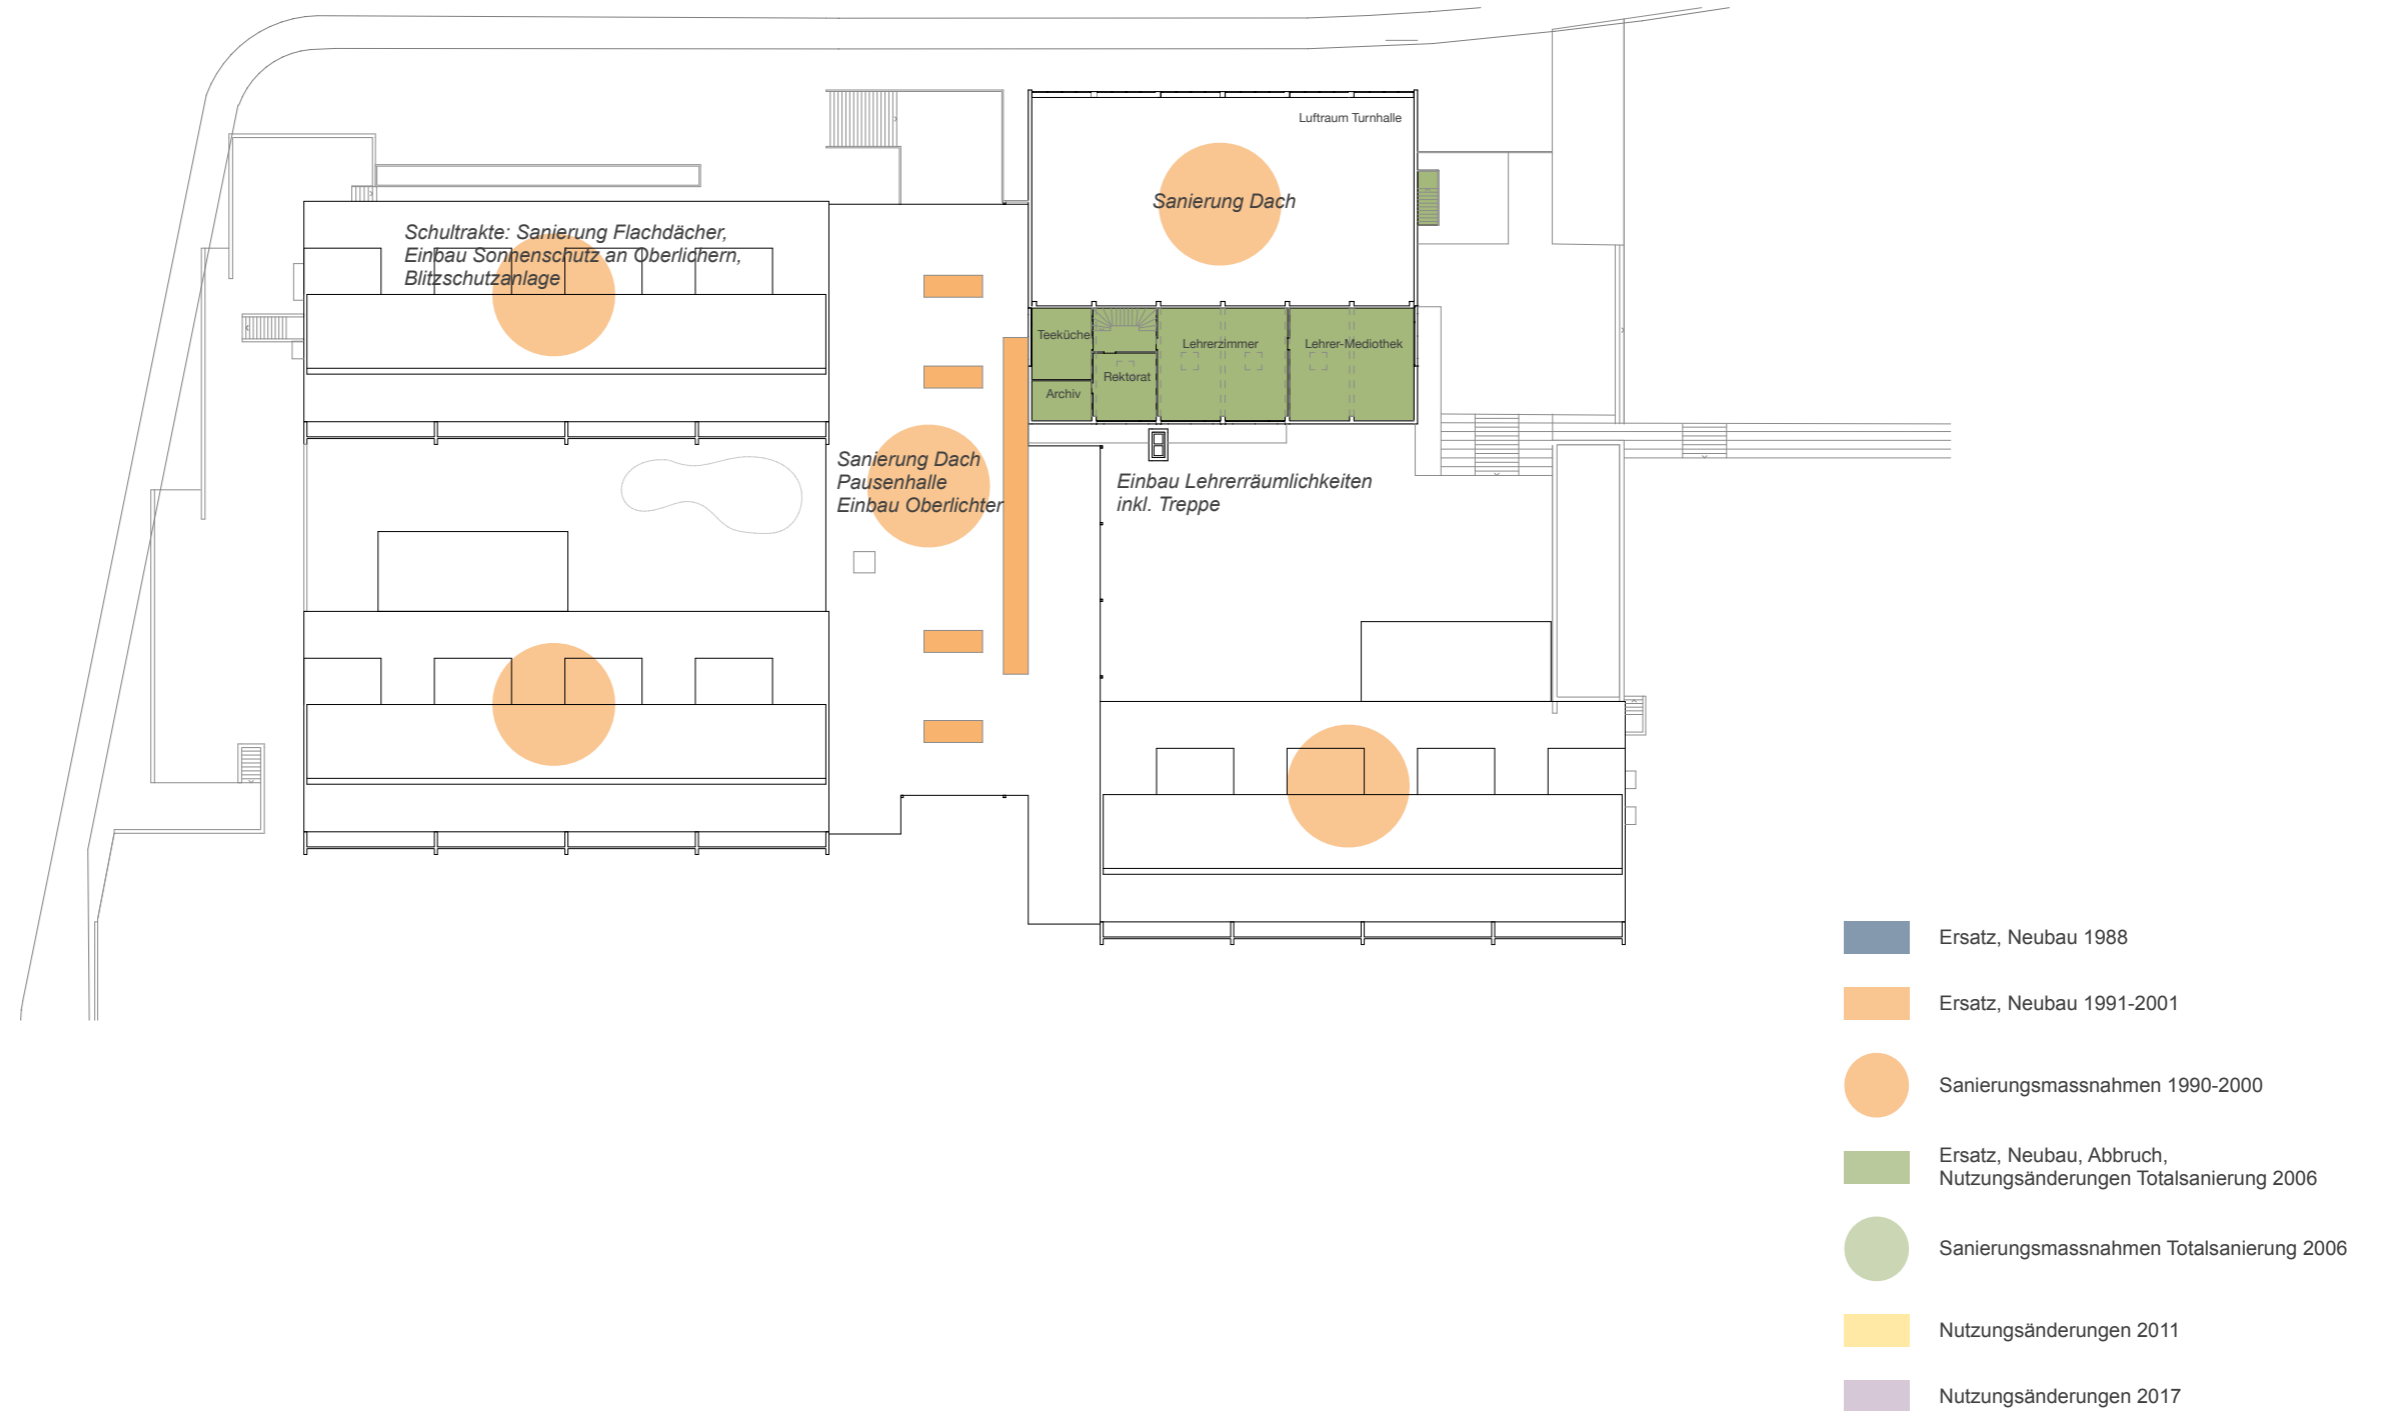 Luftraum Turnhalle
Sanierung Dach
Schultrakte: Sanierung Flachdächer,
Einbau Sonnenschutz an Oberlichern,
Blitzschutzanlage
Teeküche
Lehrerzimmer
Lehrer-Mediothek
Rektorat
Archiv
Sanierung Dach
Pausenhalle
Einbau Oberlichter
Einbau Lehrerräumlichkeiten
inkl. Treppe
Ersatz, Neubau 1988
Ersatz, Neubau 1991-2001
Sanierungsmassnahmen 1990-2000
Ersatz, Neubau, Abbruch,
Nutzungsänderungen Totalsanierung 2006
Sanierungsmassnahmen Totalsanierung 2006
Nutzungsänderungen 2011
Nutzungsänderungen 2017